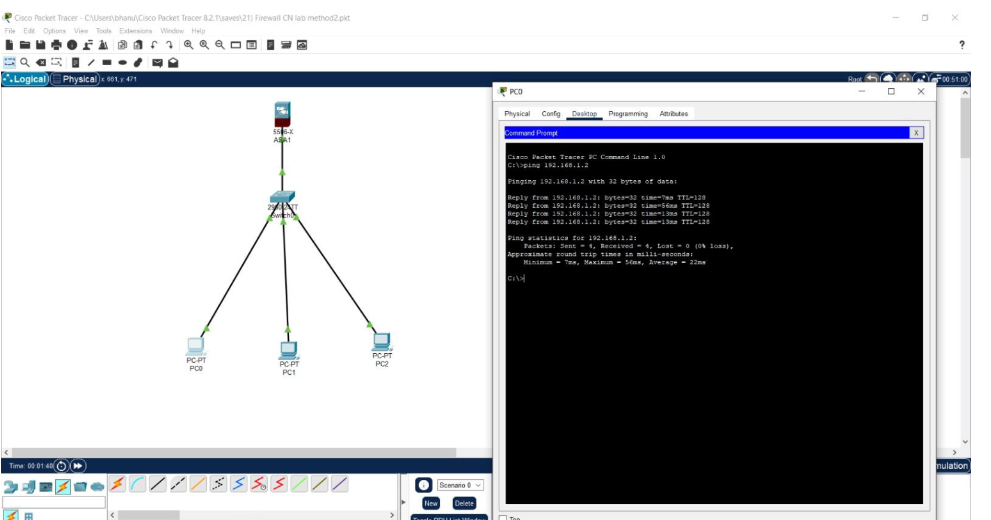 Cisco Packet Tracer - C:\Users\bhanu\Cisco Packet Tracer 8.2.1\saves\21) Firewall CN lab method2.pkt
File Edit Options View Tools Extensions Window Help
?
Logical Physical x: 661, y: 471
Root 00:51:00
PC0
Physical Config Desktop Programming Attributes
Command Prompt X
Cisco Packet Tracer PC Command Line 1.0
C:\>ping 192.168.1.2
Pinging 192.168.1.2 with 32 bytes of data:
Reply from 192.168.1.2: bytes=32 time=7ms TTL=128
Reply from 192.168.1.2: bytes=32 time=56ms TTL=128
Reply from 192.168.1.2: bytes=32 time=13ms TTL=128
Reply from 192.168.1.2: bytes=32 time=13ms TTL=128
Ping statistics for 192.168.1.2:
Packets: Sent = 4, Received = 4, Lost = 0 (0% loss),
Approximate round trip times in milli-seconds:
Minimum = 7ms, Maximum = 56ms, Average = 22ms
C:\>
5506-X
ASA1
Switch0
PC-PT
PC0
PC-PT
PC1
PC-PT
PC2
Time: 00:01:40
Scenario 0
New Delete
Toggle PDU List Window
Top